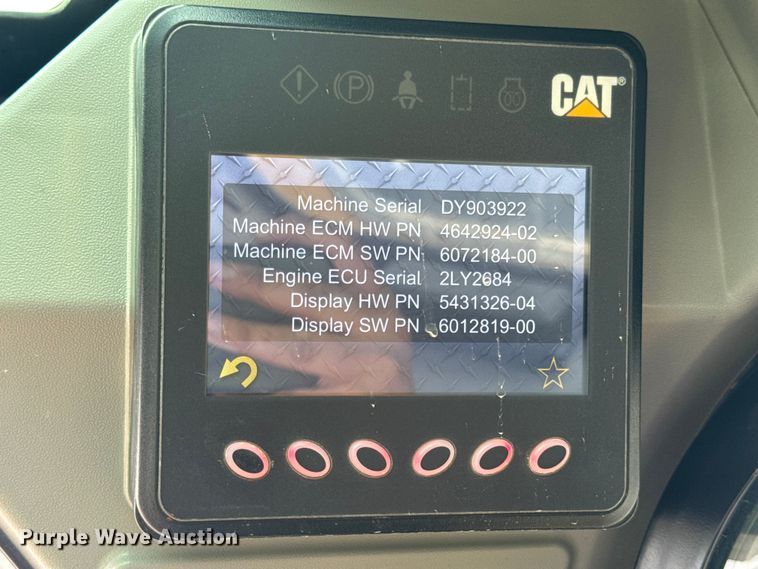 CAT®
Machine Serial DY903922
Machine ECM HW PN 4642924-02
Machine ECM SW PN 6072184-00
Engine ECU Serial 2LY2684
Display HW PN 5431326-04
Display SW PN 6012819-00
Purple Wave Auction